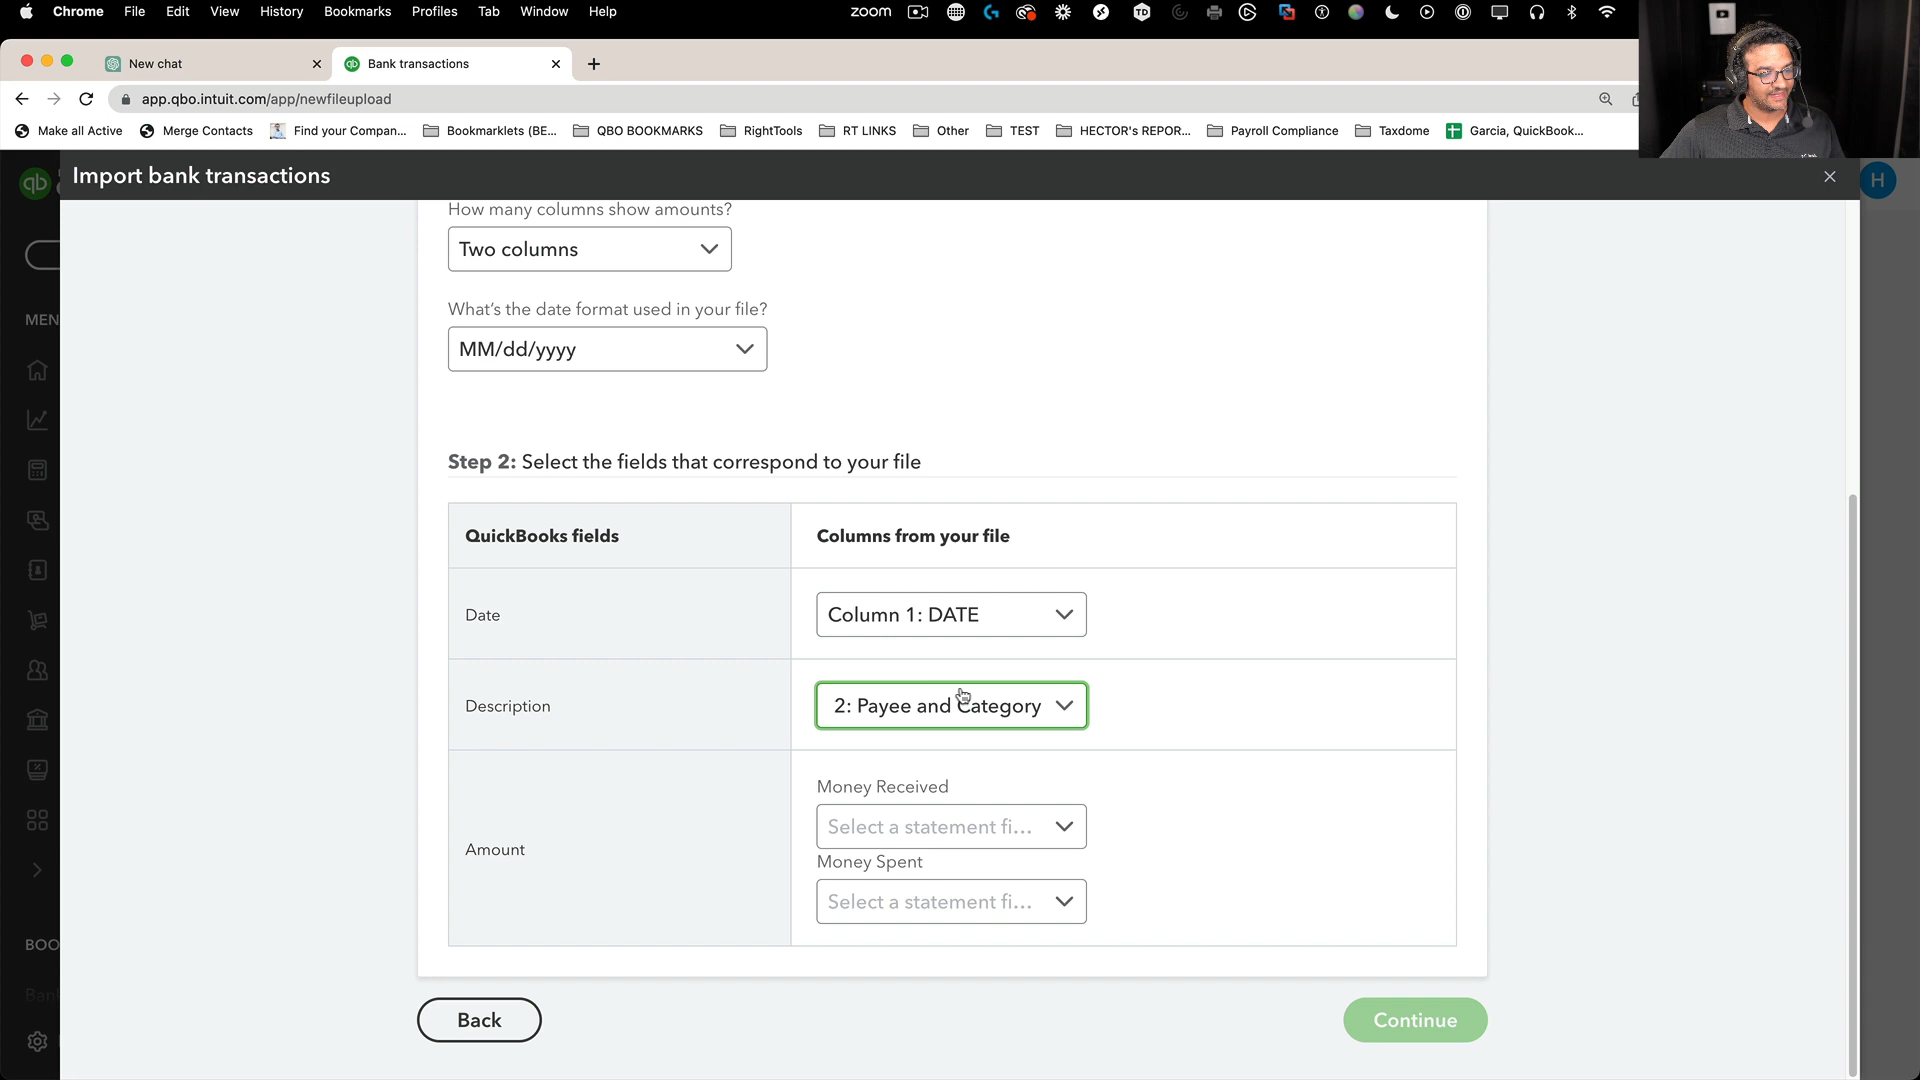 Chrome File Edit View History Bookmarks Profiles Tab Window Help
zoom TD
New chat
Bank transactions
app.qbo.intuit.com/app/newfileupload
Make all Active
Merge Contacts
Find your Compan...
Bookmarklets (BE...
QBO BOOKMARKS
RightTools
RT LINKS
Other
TEST
HECTOR's REPOR...
Payroll Compliance
Taxdome
Garcia, QuickBook...
qb
Import bank transactions
H
How many columns show amounts?
Two columns
What's the date format used in your file?
MEN
MM/dd/yyyy
Step 2: Select the fields that correspond to your file
QuickBooks fields
Columns from your file
Date
Column 1: DATE
Description
2: Payee and Category
Money Received
Select a statement fi...
Amount
Money Spent
Select a statement fi...
BOO
Bank
Back
Continue